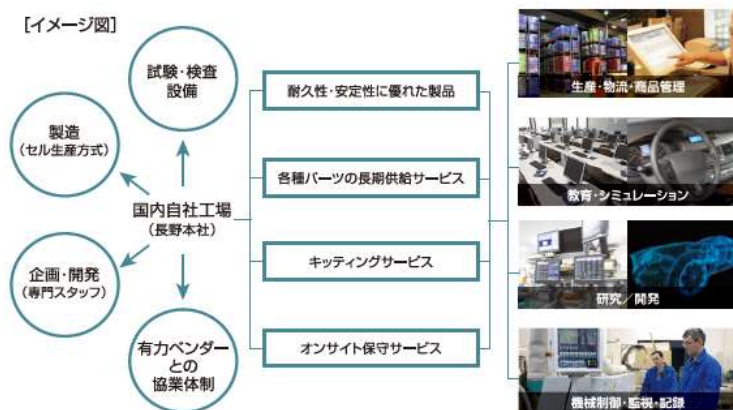 [イメージ図]
試験・検査
設備
製造
(セル生産方式)
国内自社工場
(長野本社)
企画・開発
(専門スタッフ)
有力ベンダー
との
協業体制
耐久性・安定性に優れた製品
各種パーツの長期供給サービス
キッティングサービス
オンサイト保守サービス
生産・物流・商品管理
教育・シミュレーション
研究/開発
機械制御・監視・記録